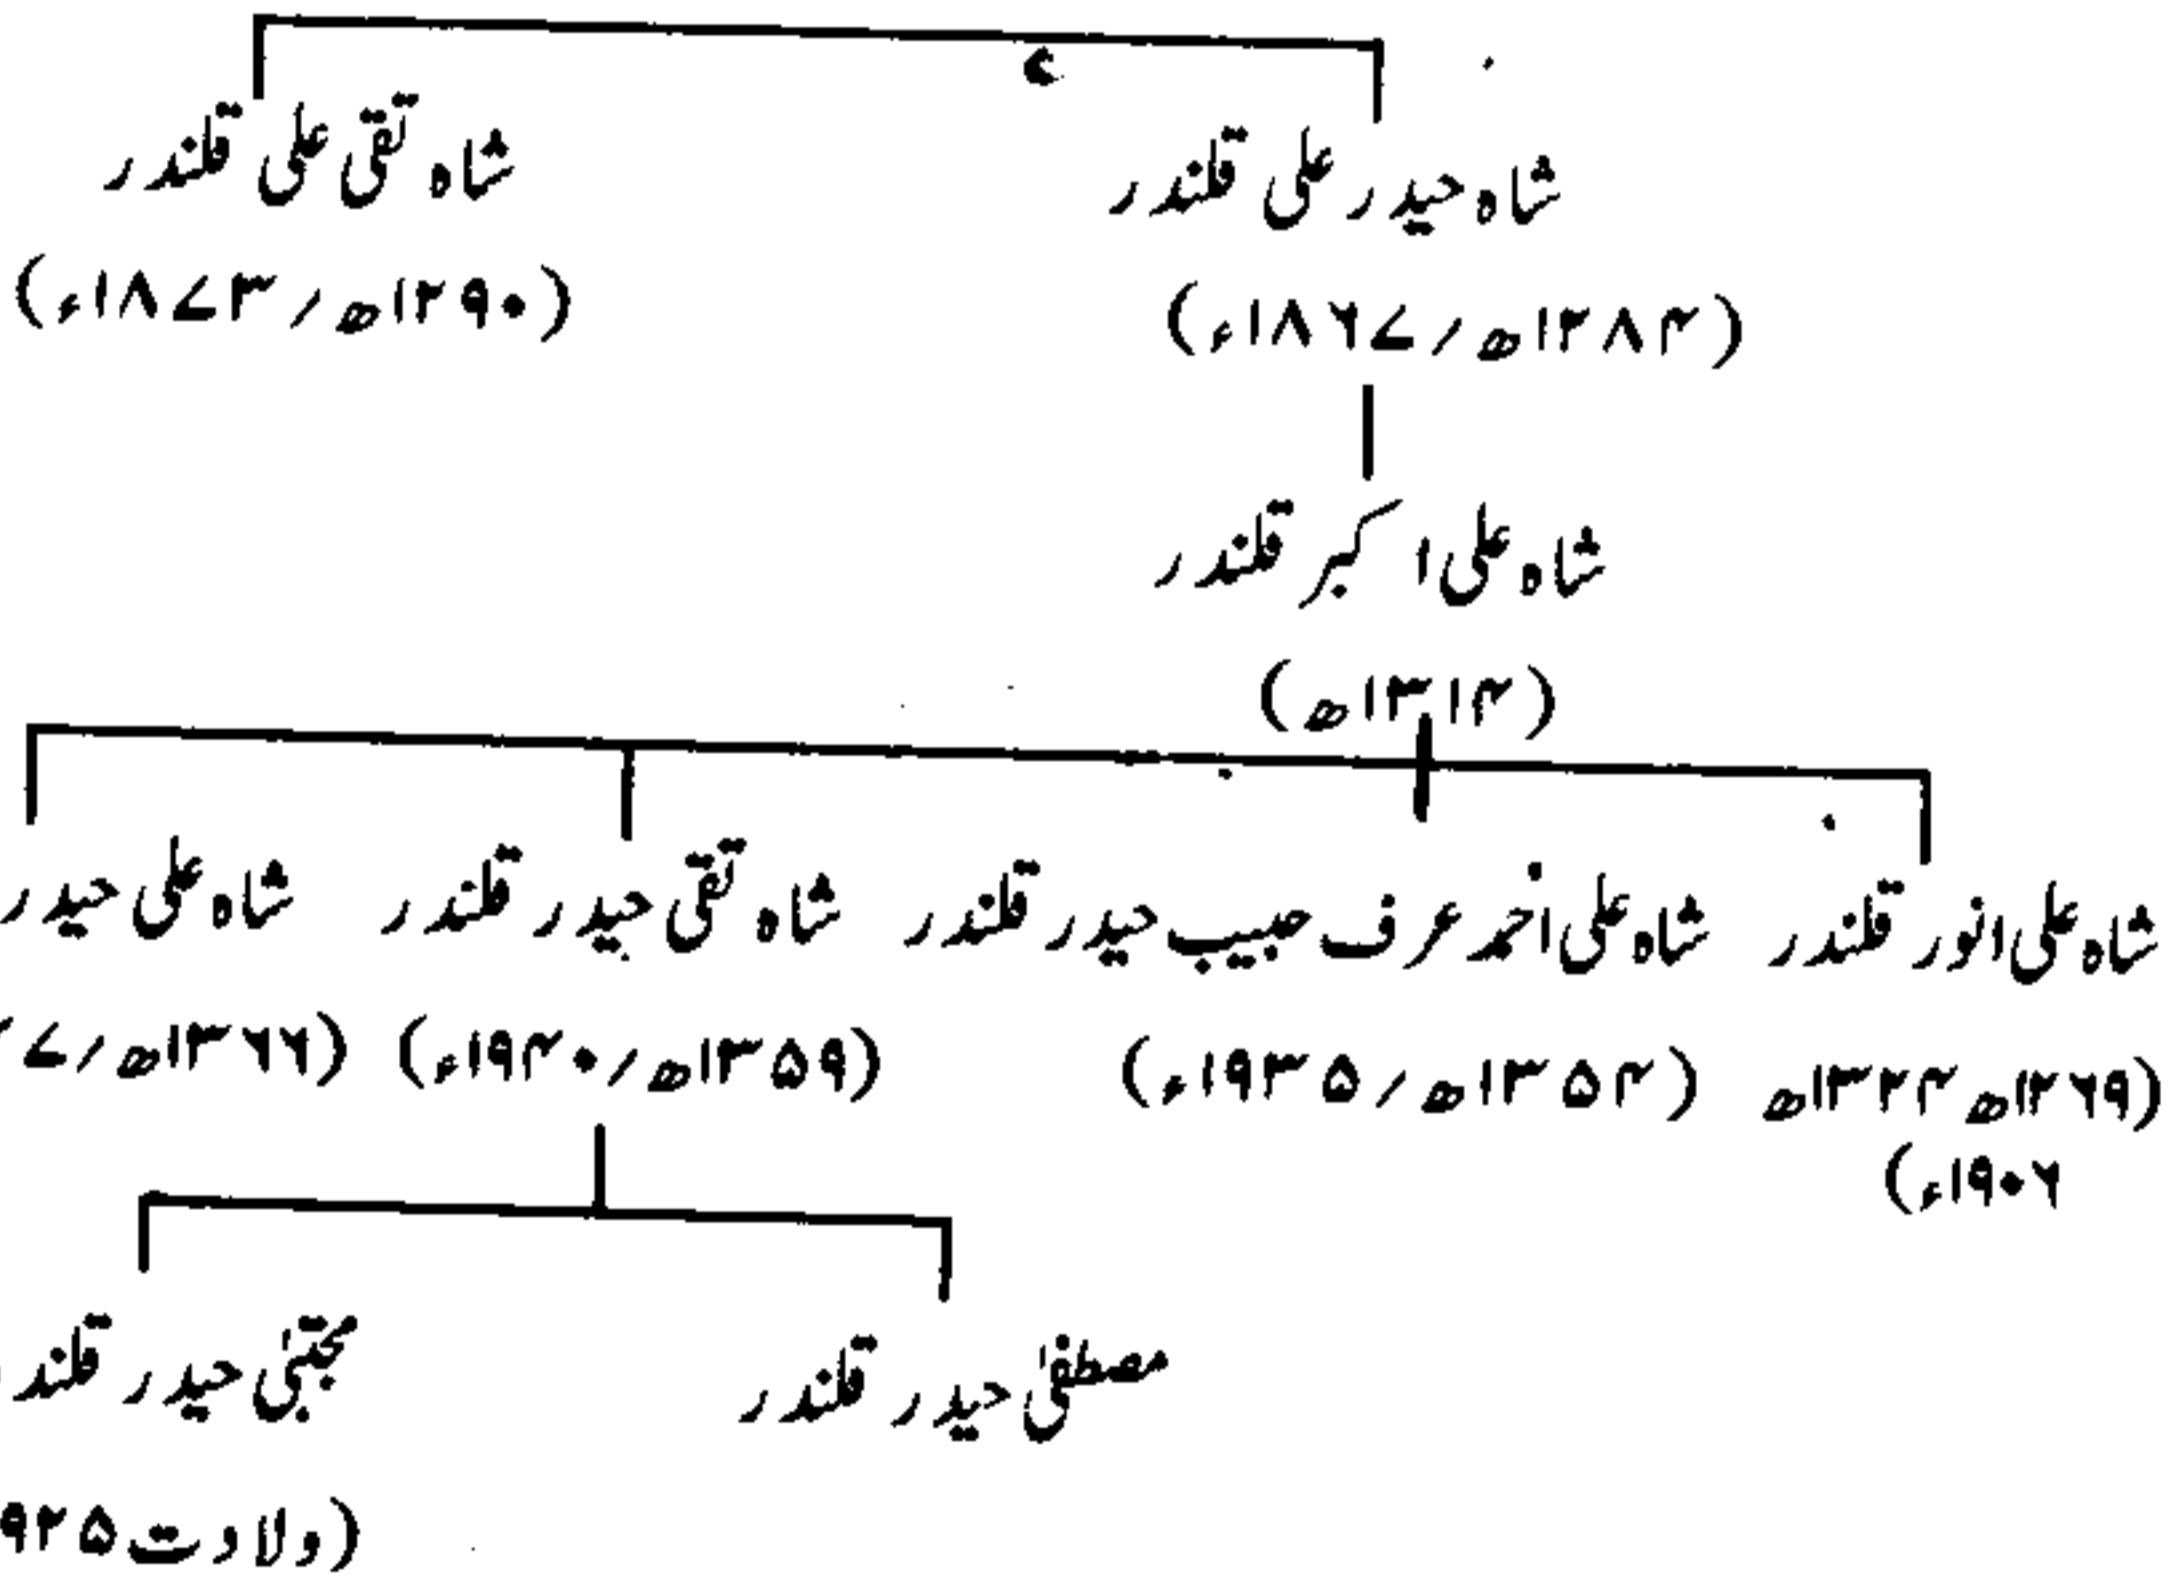 شاہ حیدر علی قلندر
شاہ تقی علی قلندر
(۱۲۸۴ھ/۱۸۶۷ء)
(۱۲۹۰ھ/۱۸۷۳ء)
شاہ علی اکبر قلندر
(۱۳۱۴ھ)
شاہ علی انور قلندر
شاہ علی احمد عرف حبیب حیدر قلندر
شاہ تقی حیدر قلندر
شاہ علی حیدر
(۱۲۶۹ھ ۱۳۲۴ھ
۱۹۰۶ء)
(۱۳۵۴ھ/۱۹۳۵ء)
(۱۳۵۹ھ/۱۹۴۰ء)
(۱۳۶۶ھ/
مصطفیٰ حیدر قلندر
مجتبیٰ حیدر قلندر
(ولادت